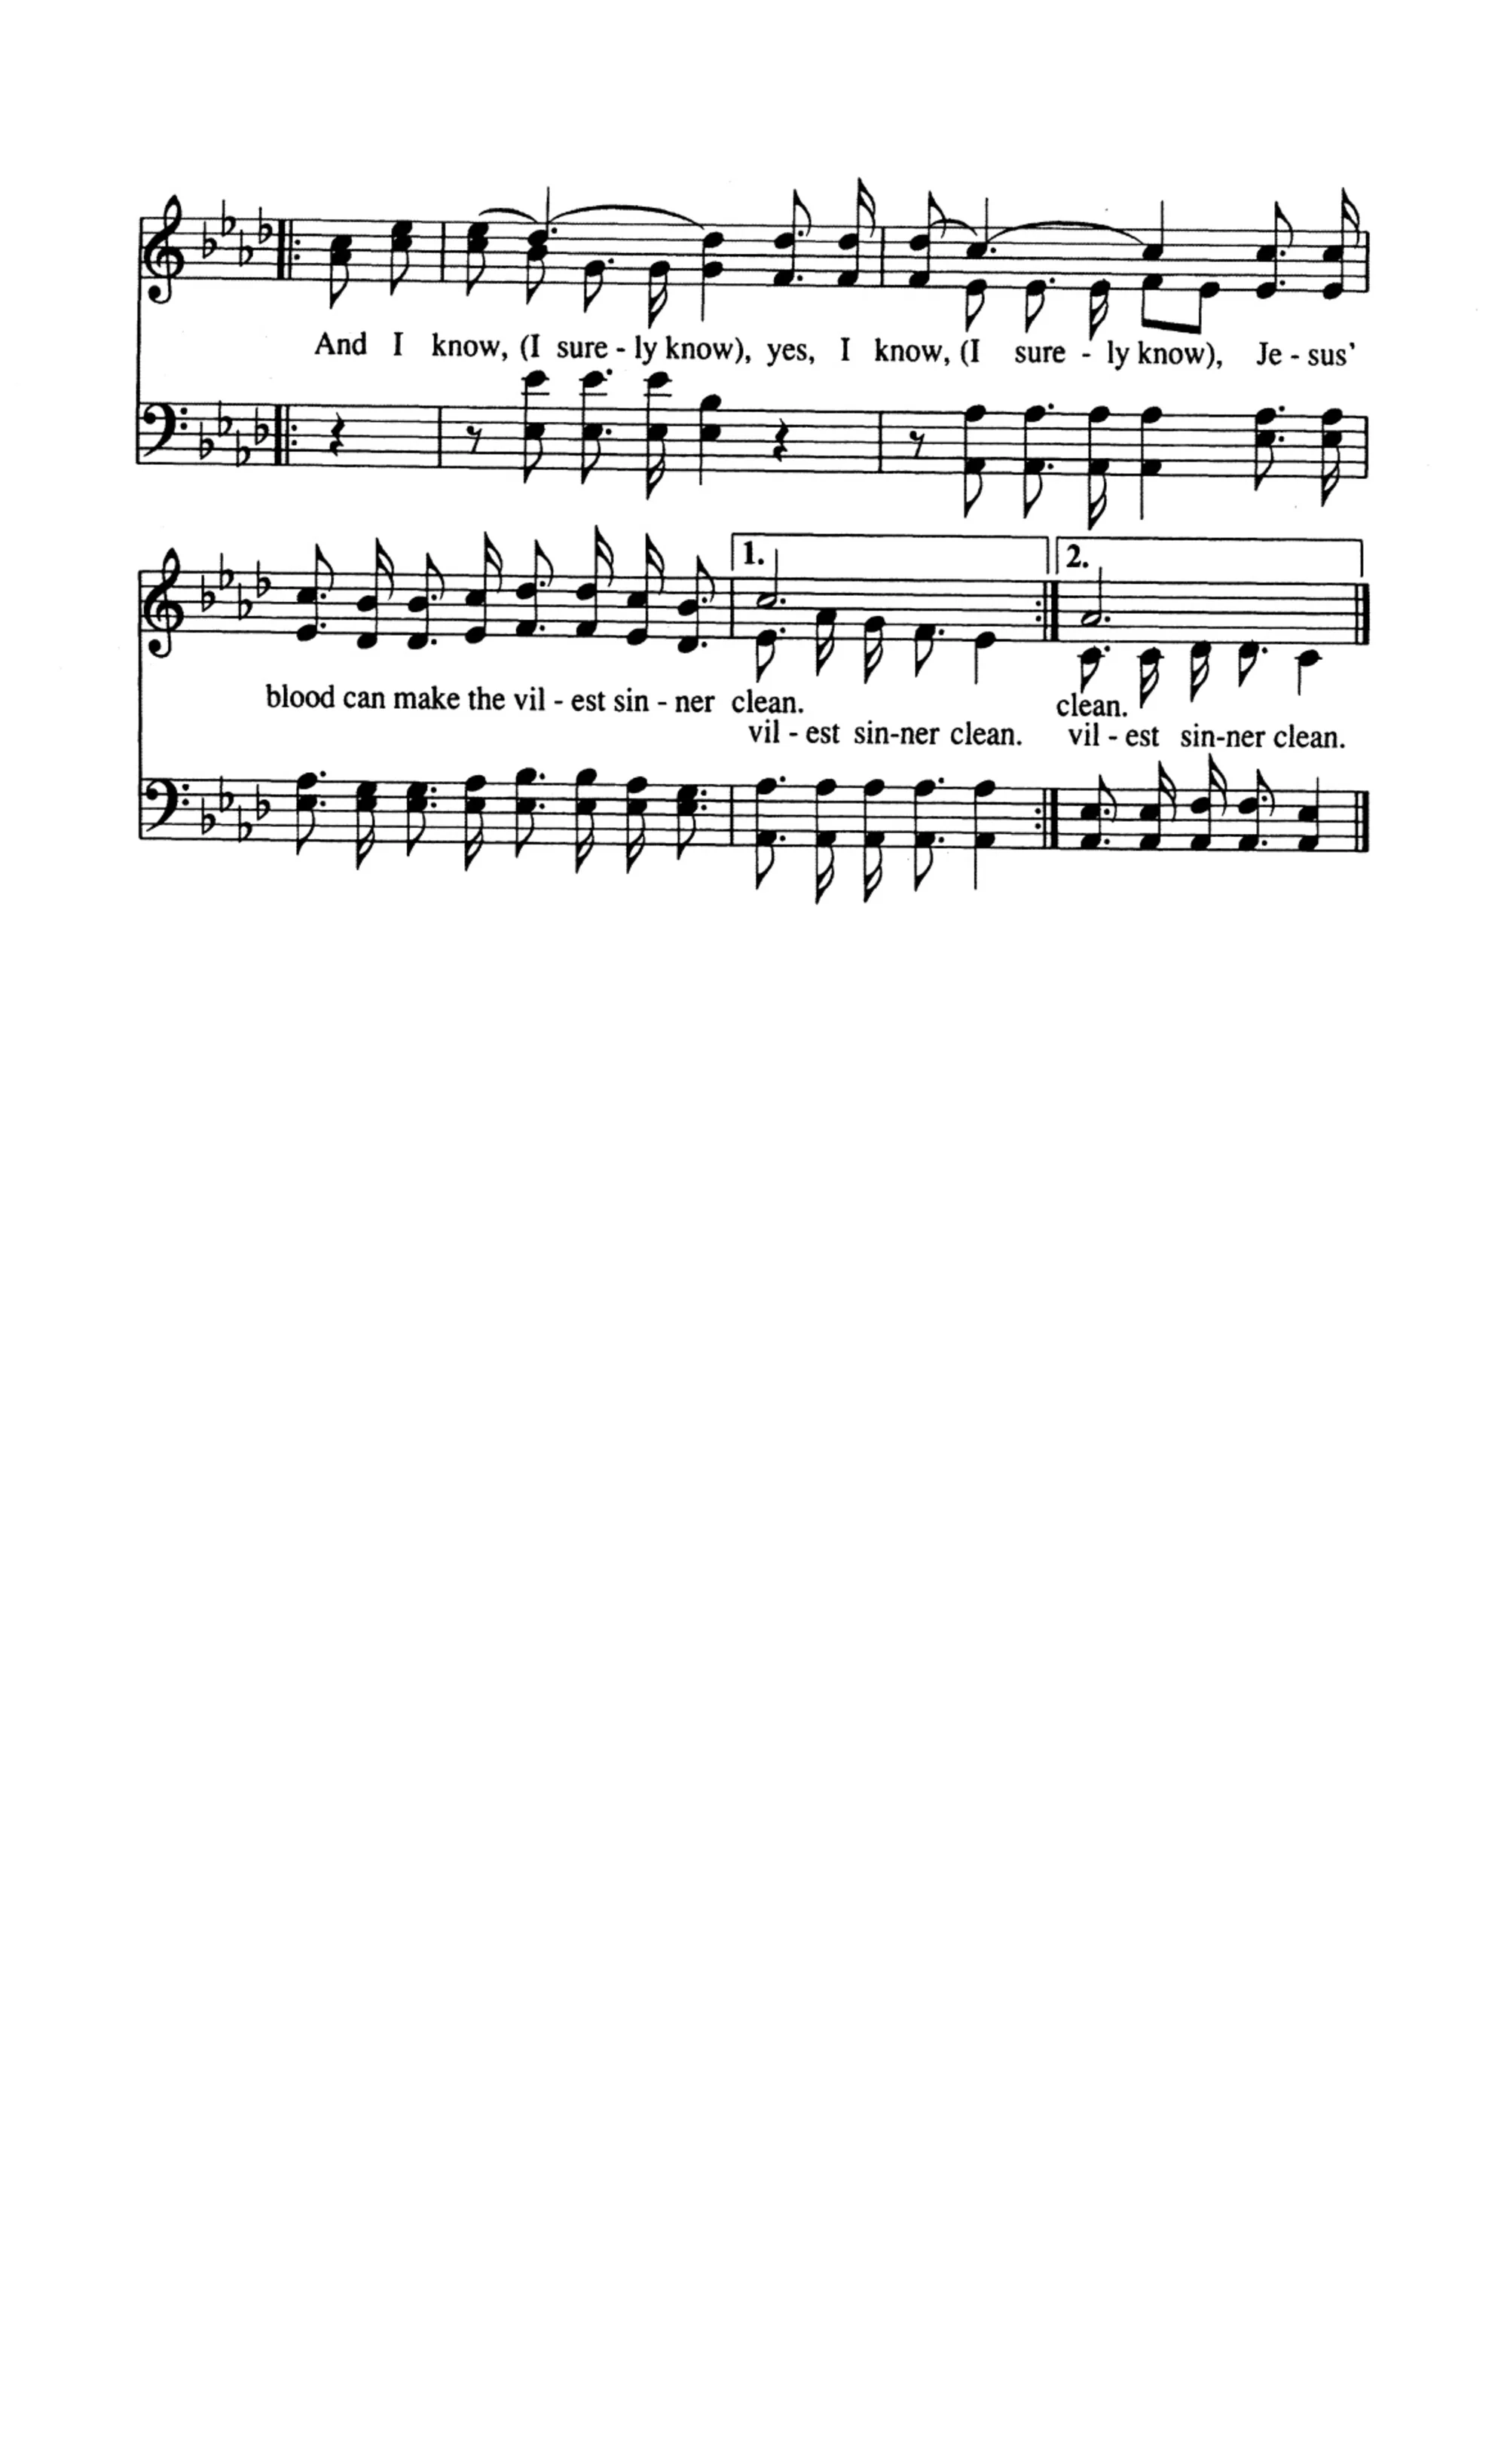 And I know, (I sure - ly know), yes, I know, (I sure - ly know), Je - sus'
1. 2.
blood can make the vil - est sin - ner clean. clean.
vil - est sin-ner clean. vil - est sin-ner clean.